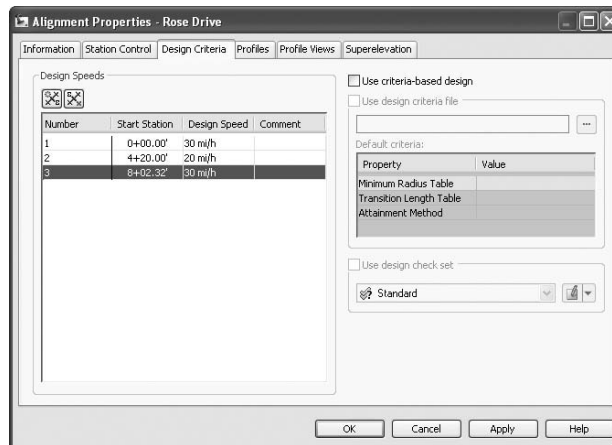 Alignment Properties - Rose Drive
Information Station Control Design Criteria Profiles Profile Views Superelevation
Design Speeds
Number Start Station Design Speed Comment
1 0+00.00' 30 mi/h
2 4+20.00' 20 mi/h
3 8+02.32' 30 mi/h
Use criteria-based design
Use design criteria file
...
Default criteria:
Property Value
Minimum Radius Table
Transition Length Table
Attainment Method
Use design check set
Standard
OK Cancel Apply Help